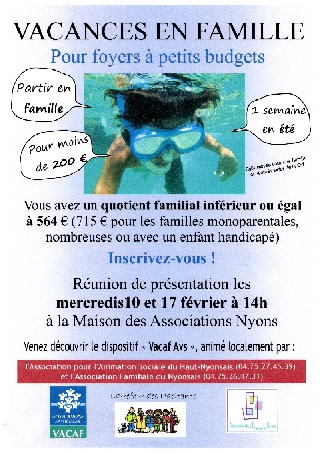 VACANCES EN FAMILLE
Pour foyers à petits budgets
Partir en
famille
1 semaine
en été
Pour moins
de 200 €
Vous avez un quotient familial inférieur ou égal
à 564 € (715 € pour les familles monoparentales,
nombreuses ou avec un enfant handicapé)
Inscrivez-vous !
Réunion de présentation les
mercredis10 et 17 février à 14h
à la Maison des Associations Nyons
Venez découvrir le dispositif « Vacaf Avs », animé localement par :
l'Association pour l'Animation Sociale du Haut-Nyonsais (04.75.27.45.39)
et l'Association Familiale du Nyonsais (04.75.26.47.31)
VACAF